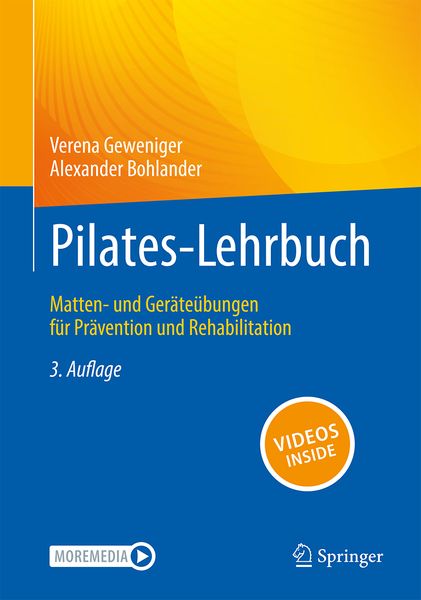 Verena Geweniger
Alexander Bohlander
Pilates-Lehrbuch
Matten- und Geräteübungen
für Prävention und Rehabilitation
3. Auflage
VIDEOS
INSIDE
MOREMEDIA
Springer